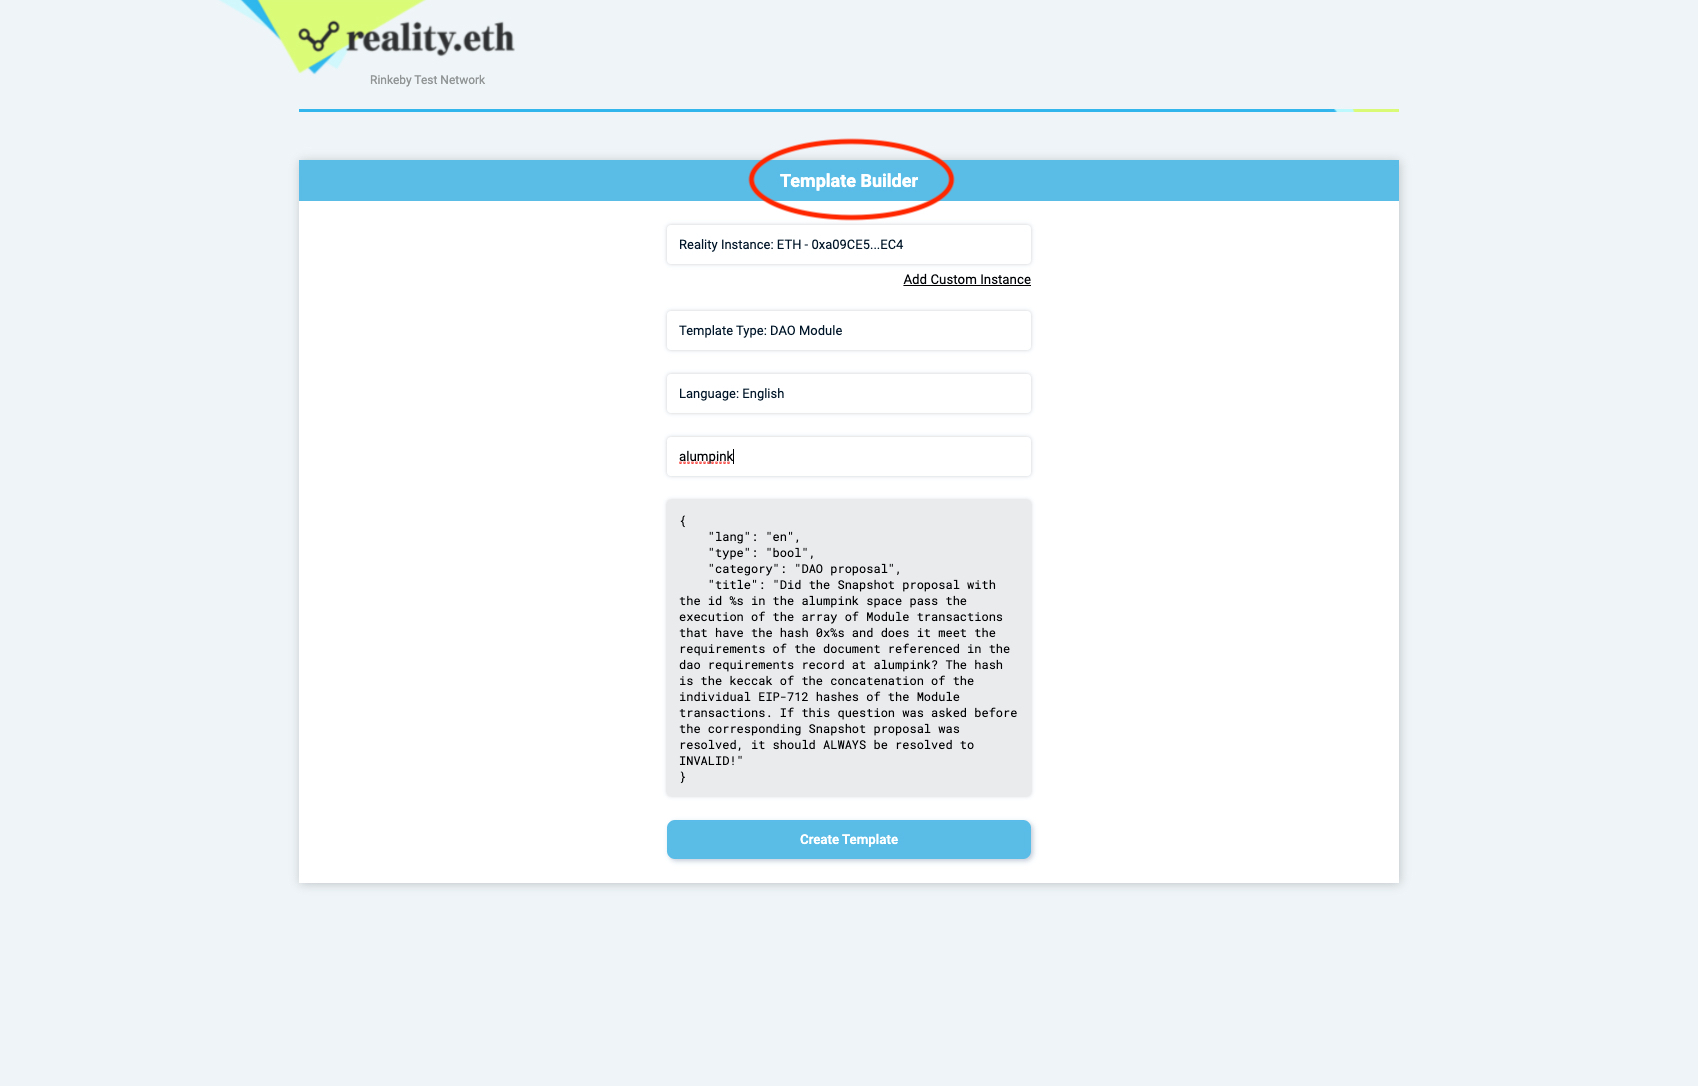 reality.eth
Rinkeby Test Network
Template Builder
Reality Instance: ETH - 0xa09CE5...EC4
Add Custom Instance
Template Type: DAO Module
Language: English
alumpink
{
"lang": "en",
"type": "bool",
"category": "DAO proposal",
"title": "Did the Snapshot proposal with
the id %s in the alumpink space pass the
execution of the array of Module transactions
that have the hash 0x%s and does it meet the
requirements of the document referenced in the
dao requirements record at alumpink? The hash
is the keccak of the concatenation of the
individual EIP-712 hashes of the Module
transactions. If this question was asked before
the corresponding Snapshot proposal was
resolved, it should ALWAYS be resolved to
INVALID!"
}
Create Template